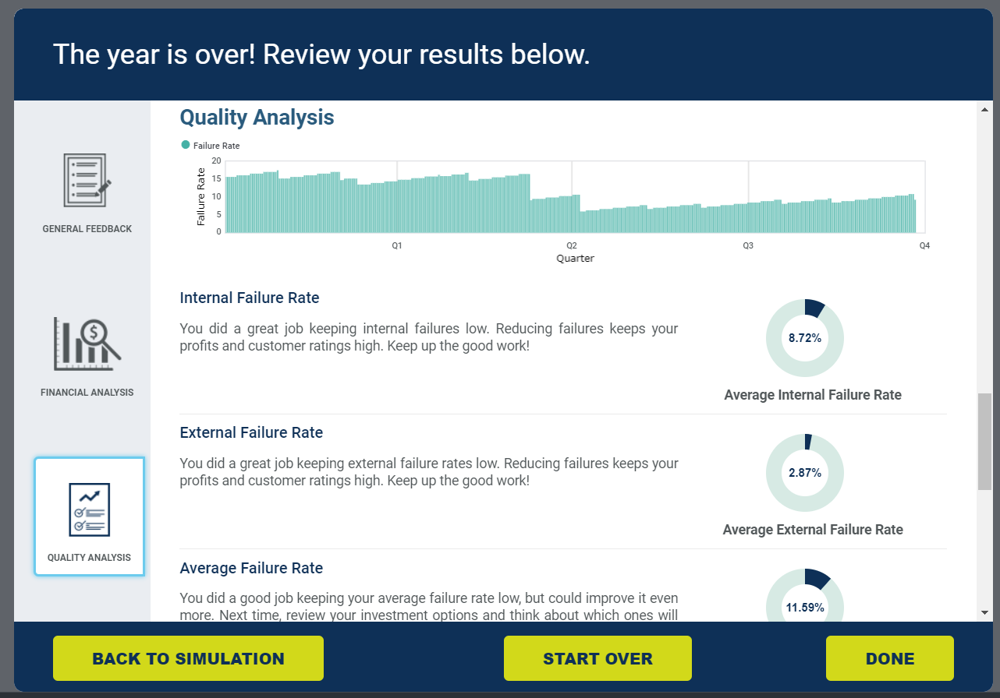 The year is over! Review your results below.
GENERAL FEEDBACK
FINANCIAL ANALYSIS
QUALITY ANALYSIS
Quality Analysis
Failure Rate
Failure Rate
20
15
10
5
0
Q1
Q2
Q3
Q4
Quarter
Internal Failure Rate
You did a great job keeping internal failures low. Reducing failures keeps your
profits and customer ratings high. Keep up the good work!
8.72%
Average Internal Failure Rate
External Failure Rate
You did a great job keeping external failure rates low. Reducing failures keeps your
profits and customer ratings high. Keep up the good work!
2.87%
Average External Failure Rate
Average Failure Rate
You did a good job keeping your average failure rate low, but could improve it even
more. Next time, review your investment options and think about which ones will
11.59%
BACK TO SIMULATION
START OVER
DONE